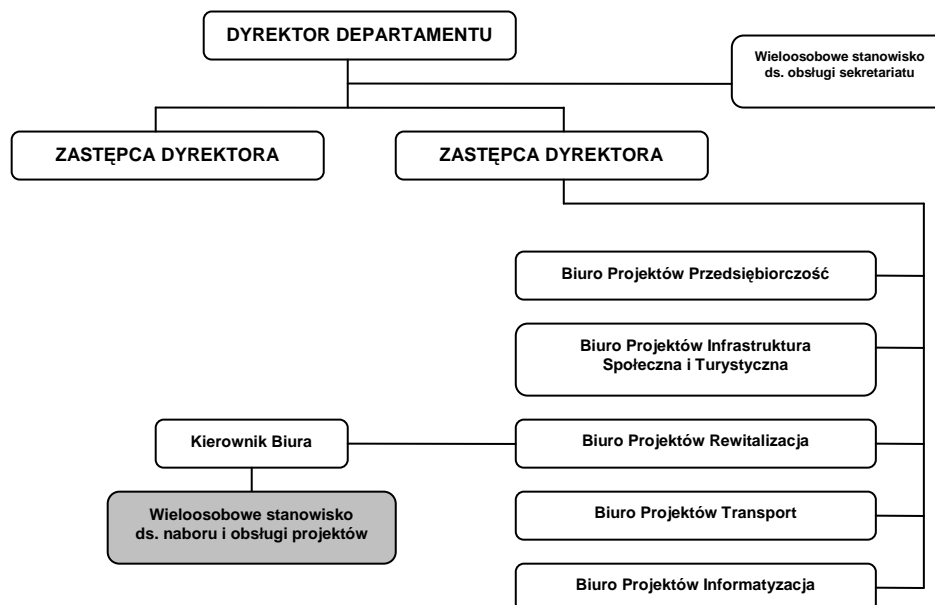 DYREKTOR DEPARTAMENTU
Wieloosobowe stanowisko
ds. obsługi sekretariatu
ZASTĘPCA DYREKTORA
ZASTĘPCA DYREKTORA
Biuro Projektów Przedsiębiorczość
Biuro Projektów Infrastruktura
Społeczna i Turystyczna
Kierownik Biura
Biuro Projektów Rewitalizacja
Wieloosobowe stanowisko
ds. naboru i obsługi projektów
Biuro Projektów Transport
Biuro Projektów Informatyzacja